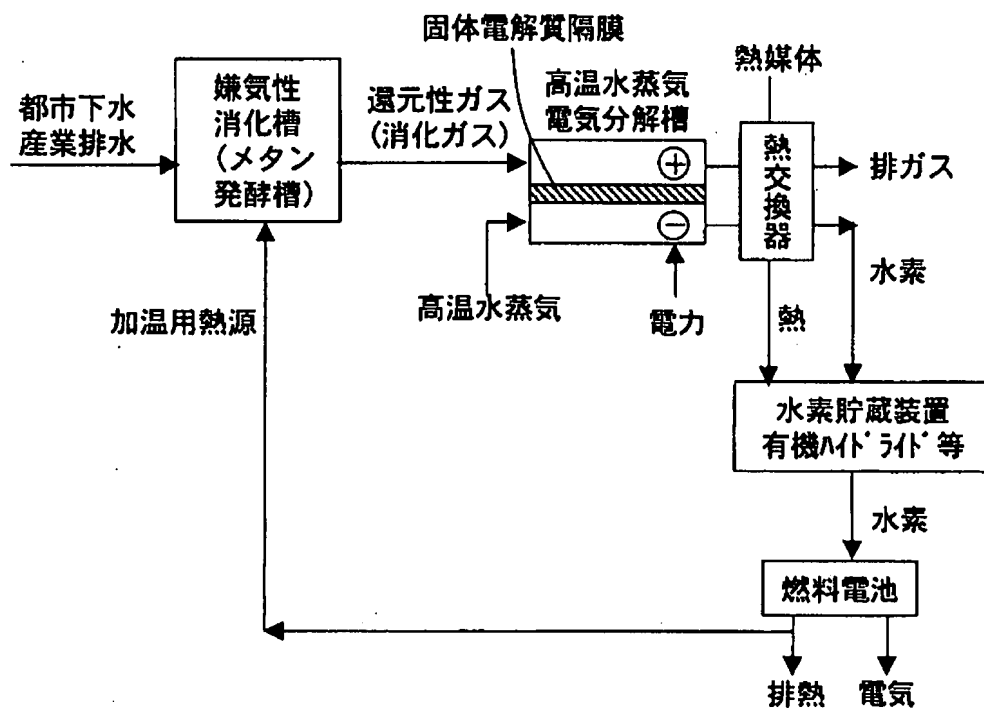 固体電解質隔膜
都市下水
産業排水
嫌気性
消化槽
(メタン
発酵槽)
還元性ガス
(消化ガス)
高温水蒸気
電気分解槽
熱媒体
+
−
熱交換器
排ガス
水素
高温水蒸気
電力
熱
加温用熱源
水素貯蔵装置
有機ハイドライド等
水素
燃料電池
排熱
電気